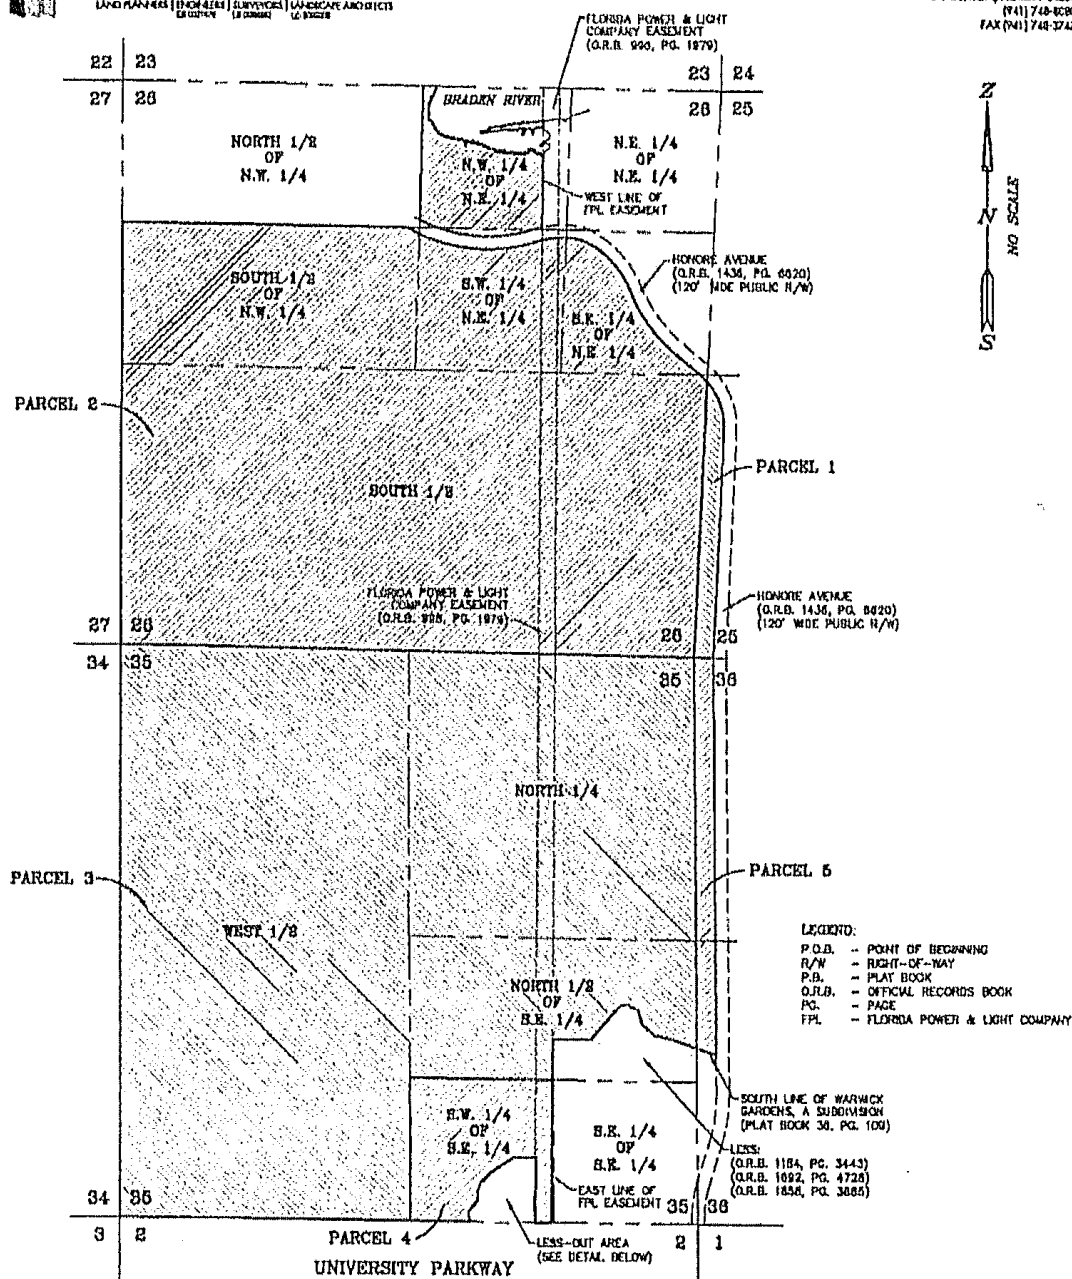 LAND PLANNERS | ENGINEERS | SURVEYORS | LANDSCAPE ARCHITECTS
(941) 748-8080
FAX (941) 748-3747
FLORIDA POWER & LIGHT
COMPANY EASEMENT
(O.R.B. 996, PG. 1979)
22 23
23 24
27 26
26 25
BRADEN RIVER
Z
NORTH 1/2
OF
N.W. 1/4
N.E. 1/4
OF
N.E. 1/4
N.W. 1/4
OF
N.E. 1/4
WEST LINE OF
FPL EASEMENT
N
NO SCALE
S
HONORE AVENUE
(O.R.B. 1436, PG. 6620)
(120' WIDE PUBLIC R/W)
SOUTH 1/2
OF
N.W. 1/4
S.W. 1/4
OF
N.E. 1/4
S.E. 1/4
OF
N.E. 1/4
PARCEL 2
PARCEL 1
SOUTH 1/2
FLORIDA POWER & LIGHT
COMPANY EASEMENT
(O.R.B. 996, PG. 1979)
HONORE AVENUE
(O.R.B. 1436, PG. 6620)
(120' WIDE PUBLIC R/W)
27 26
26 25
34 35
35 36
NORTH 1/4
PARCEL 3
PARCEL 5
WEST 1/2
LEGEND:
P.O.B. - POINT OF BEGINNING
R/W - RIGHT-OF-WAY
P.B. - PLAT BOOK
O.R.B. - OFFICIAL RECORDS BOOK
PG. - PAGE
FPL - FLORIDA POWER & LIGHT COMPANY
NORTH 1/2
OF
S.E. 1/4
SOUTH LINE OF WARWICK
GARDENS, A SUBDIVISION
(PLAT BOOK 38, PG. 109)
S.W. 1/4
OF
S.E. 1/4
S.E. 1/4
OF
S.E. 1/4
LESS:
(O.R.B. 1184, PG. 3443)
(O.R.B. 1692, PG. 4728)
(O.R.B. 1858, PG. 3885)
EAST LINE OF
FPL EASEMENT
34 35
35 36
3 2
2 1
PARCEL 4
LESS-OUT AREA
(SEE DETAIL BELOW)
UNIVERSITY PARKWAY